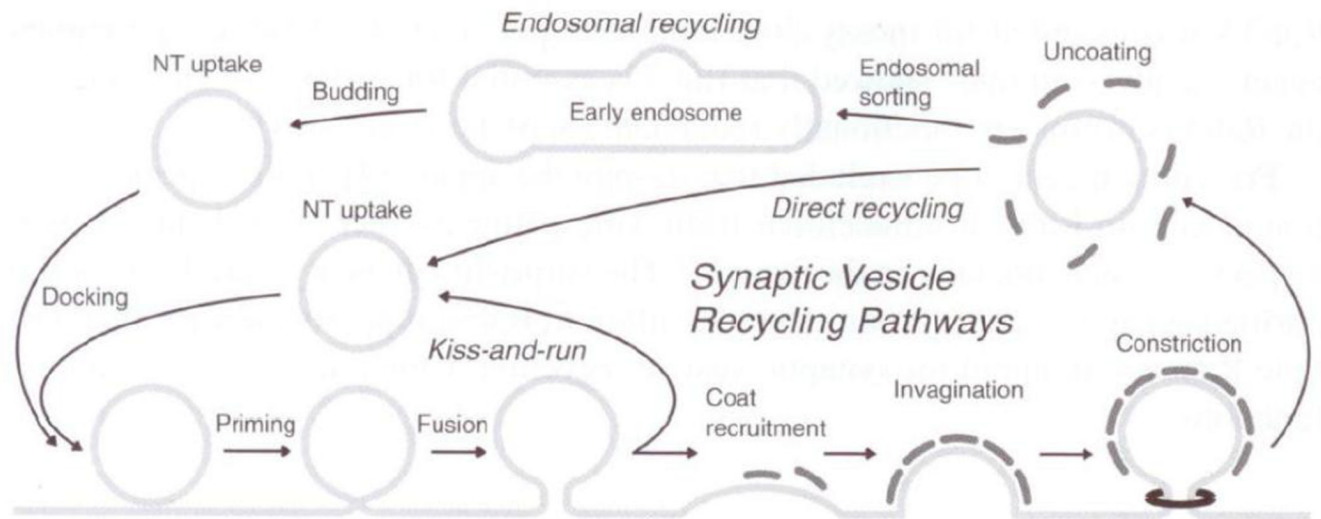 Endosomal recycling
NT uptake
Budding
Early endosome
Endosomal
sorting
Uncoating
NT uptake
Direct recycling
Docking
Synaptic Vesicle
Recycling Pathways
Kiss-and-run
Constriction
Priming
Fusion
Coat
recruitment
Invagination